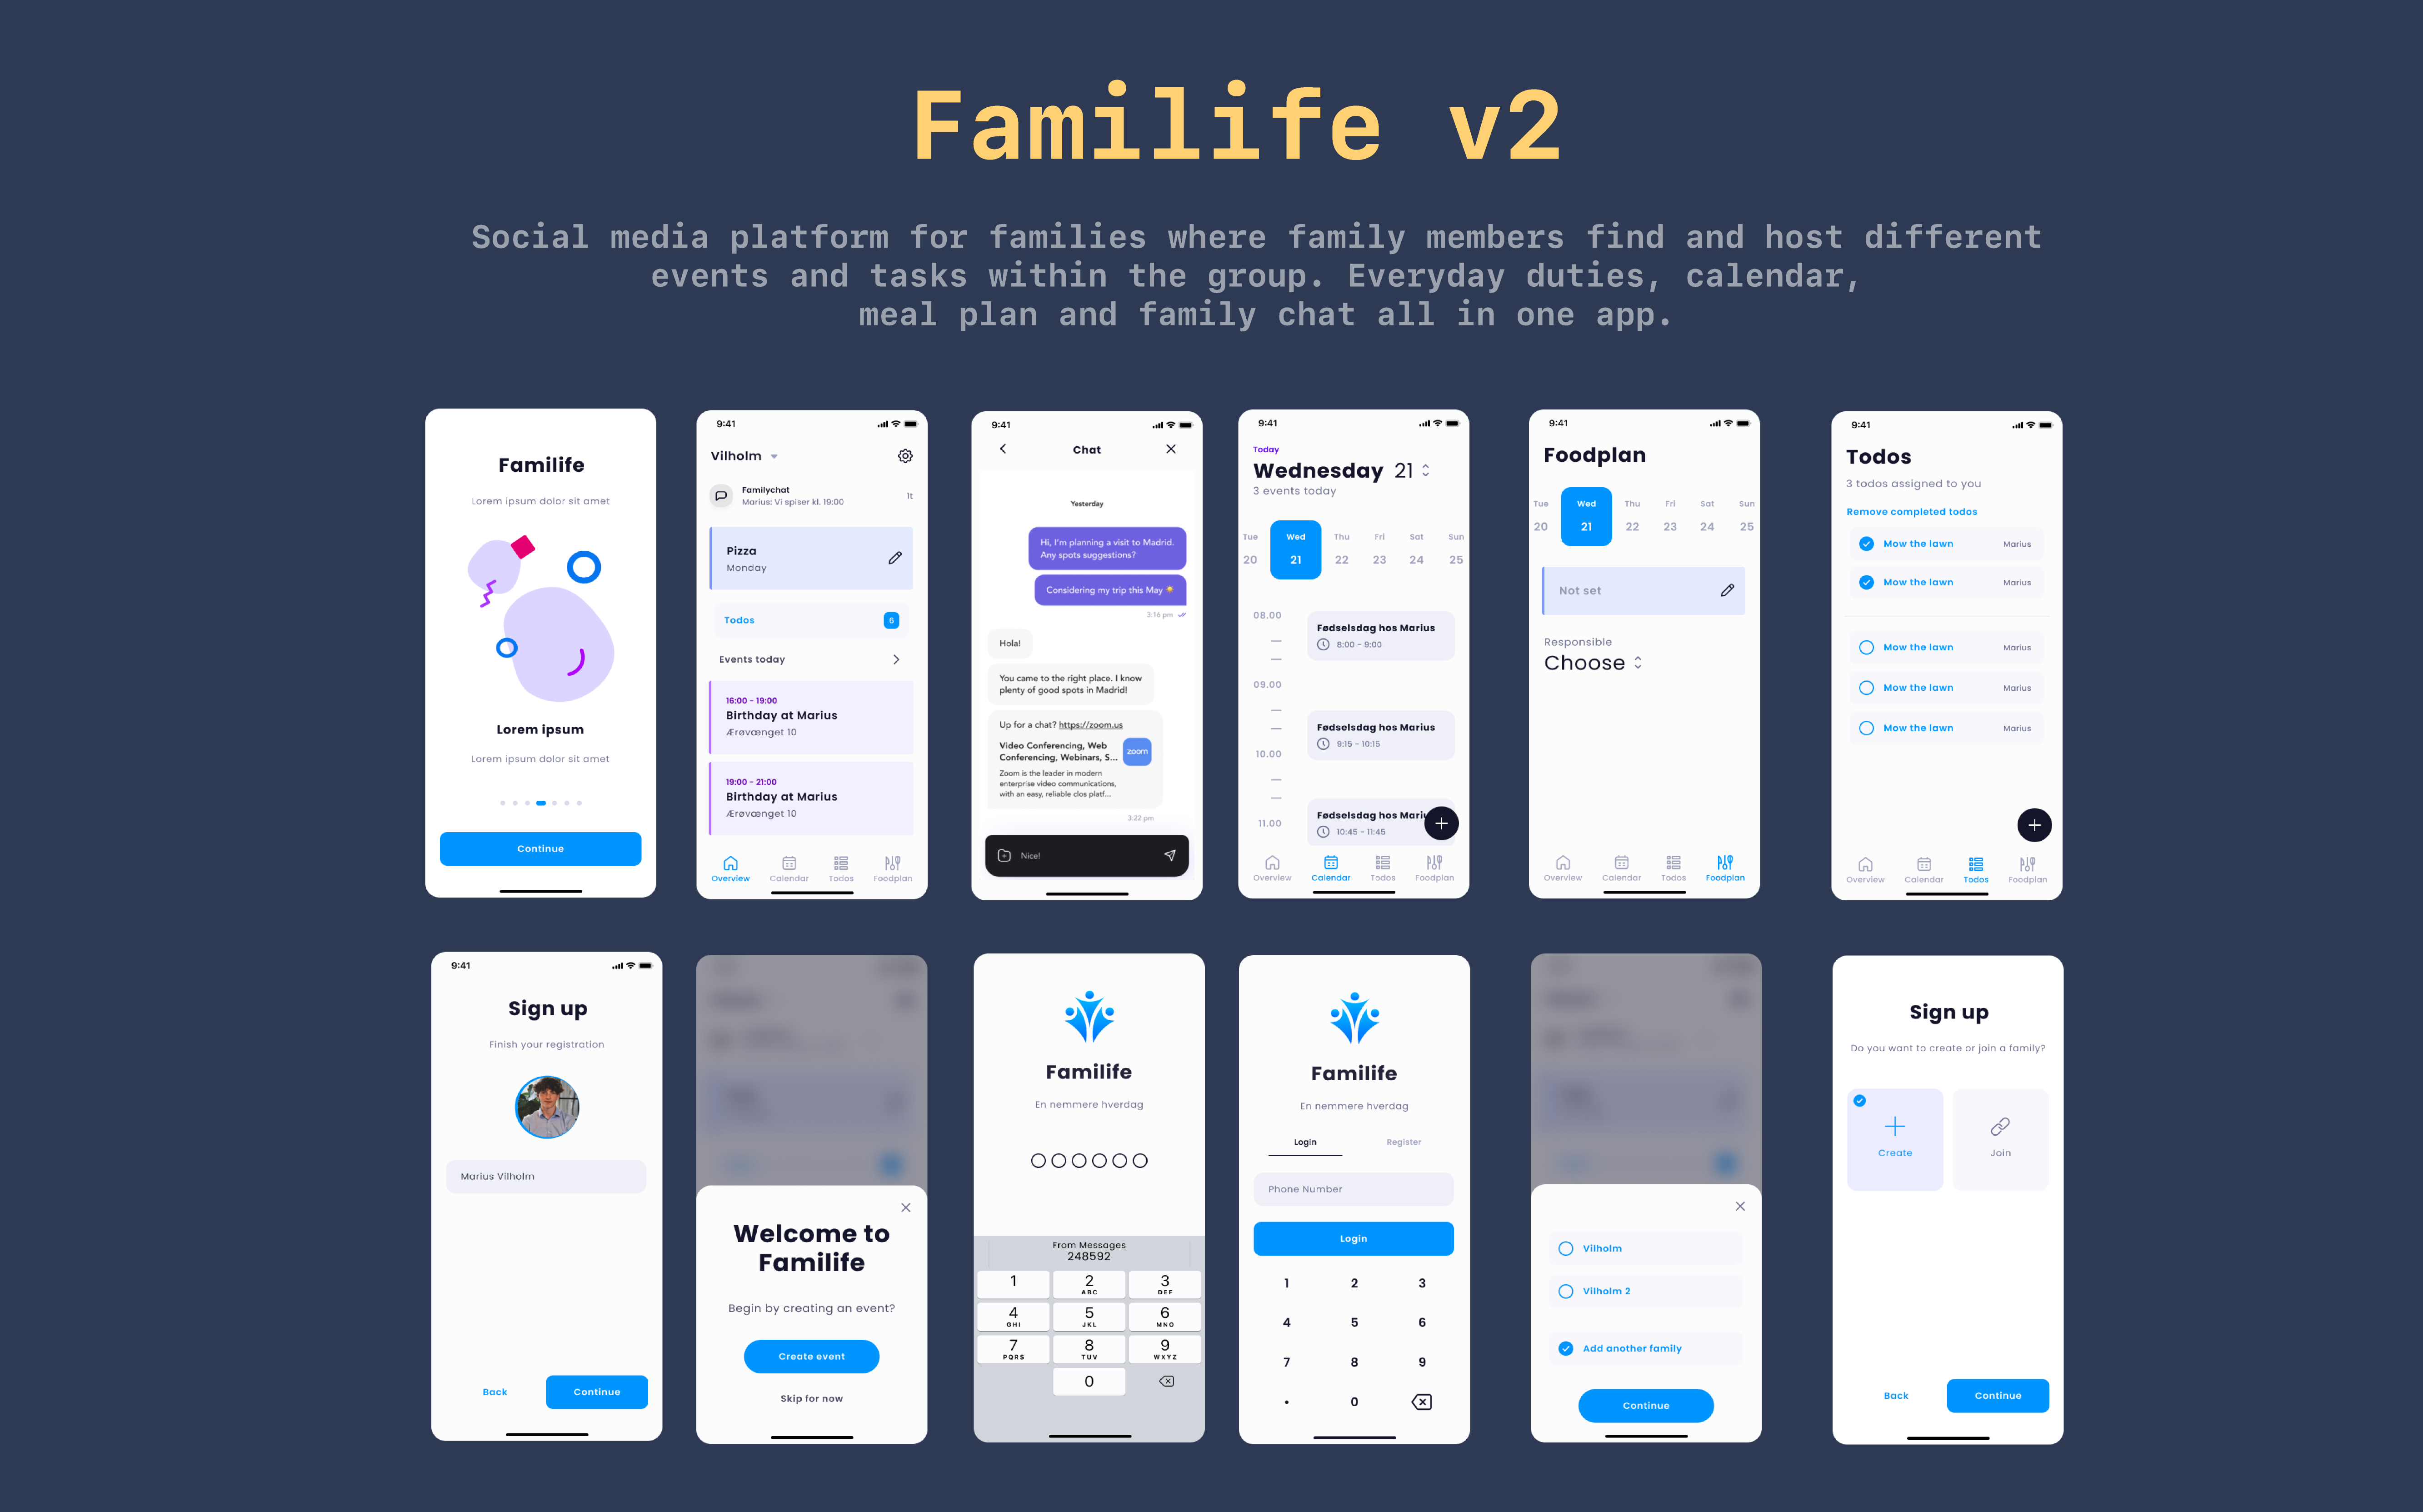 Familife v2
Social media platform for families where family members find and host different
events and tasks within the group. Everyday duties, calendar,
meal plan and family chat all in one app.
Familife
Lorem ipsum dolor sit amet
Lorem ipsum
Lorem ipsum dolor sit amet
Continue
9:41
Vilholm
Familychat
Marius: Vi spiser kl. 19:00
1t
Pizza
Monday
Todos
6
Events today
16:00 - 19:00
Birthday at Marius
Ærøvænget 10
19:00 - 21:00
Birthday at Marius
Ærøvænget 10
Overview Calendar Todos Foodplan
9:41
Chat
Yesterday
Hi, I'm planning a visit to Madrid.
Any spots suggestions?
Considering my trip this May
3:16 pm
Hola!
You came to the right place. I know
plenty of good spots in Madrid!
Up for a chat? https://zoom.us
Video Conferencing, Web
Conferencing, Webinars, S...
zoom
Zoom is the leader in modern
enterprise video communications,
with an easy, reliable clos platf...
3:22 pm
Nice!
9:41
Today
Wednesday 21
3 events today
Tue Wed Thu Fri Sat Sun
20 21 22 23 24 25
08.00
Fødselsdag hos Marius
8:00 - 9:00
09.00
Fødselsdag hos Marius
9:15 - 10:15
10.00
Fødselsdag hos Mariu
10:45 - 11:45
11.00
Overview Calendar Todos Foodplan
9:41
Foodplan
Tue Wed Thu Fri Sat Sun
20 21 22 23 24 25
Not set
Responsible
Choose
Overview Calendar Todos Foodplan
9:41
Todos
3 todos assigned to you
Remove completed todos
Mow the lawn Marius
Mow the lawn Marius
Mow the lawn Marius
Mow the lawn Marius
Mow the lawn Marius
Overview Calendar Todos Foodplan
9:41
Sign up
Finish your registration
Marius Vilholm
Back Continue
Welcome to
Familife
Begin by creating an event?
Create event
Skip for now
Familife
En nemmere hverdag
From Messages
248592
1 2 3
ABC DEF
4 5 6
GHI JKL MNO
7 8 9
PQRS TUV WXYZ
0
Familife
En nemmere hverdag
Login Register
Phone Number
Login
1 2 3
4 5 6
7 8 9
. 0
Vilholm
Vilholm 2
Add another family
Continue
Sign up
Do you want to create or join a family?
Create Join
Back Continue